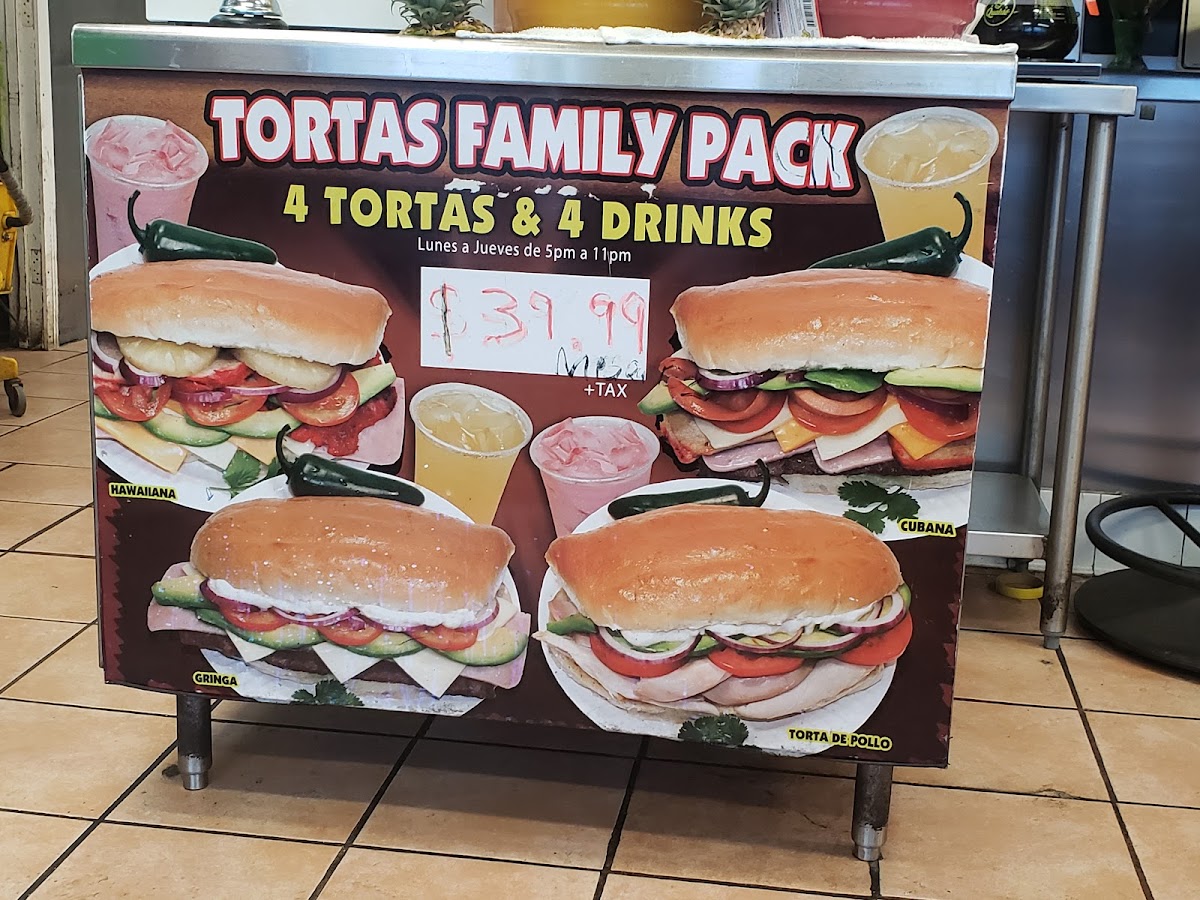 TORTAS FAMILY PACK
4 TORTAS & 4 DRINKS
Lunes a Jueves de 5pm a 11pm
$39.99
+TAX
HAWAIIANA
CUBANA
GRINGA
TORTA DE POLLO